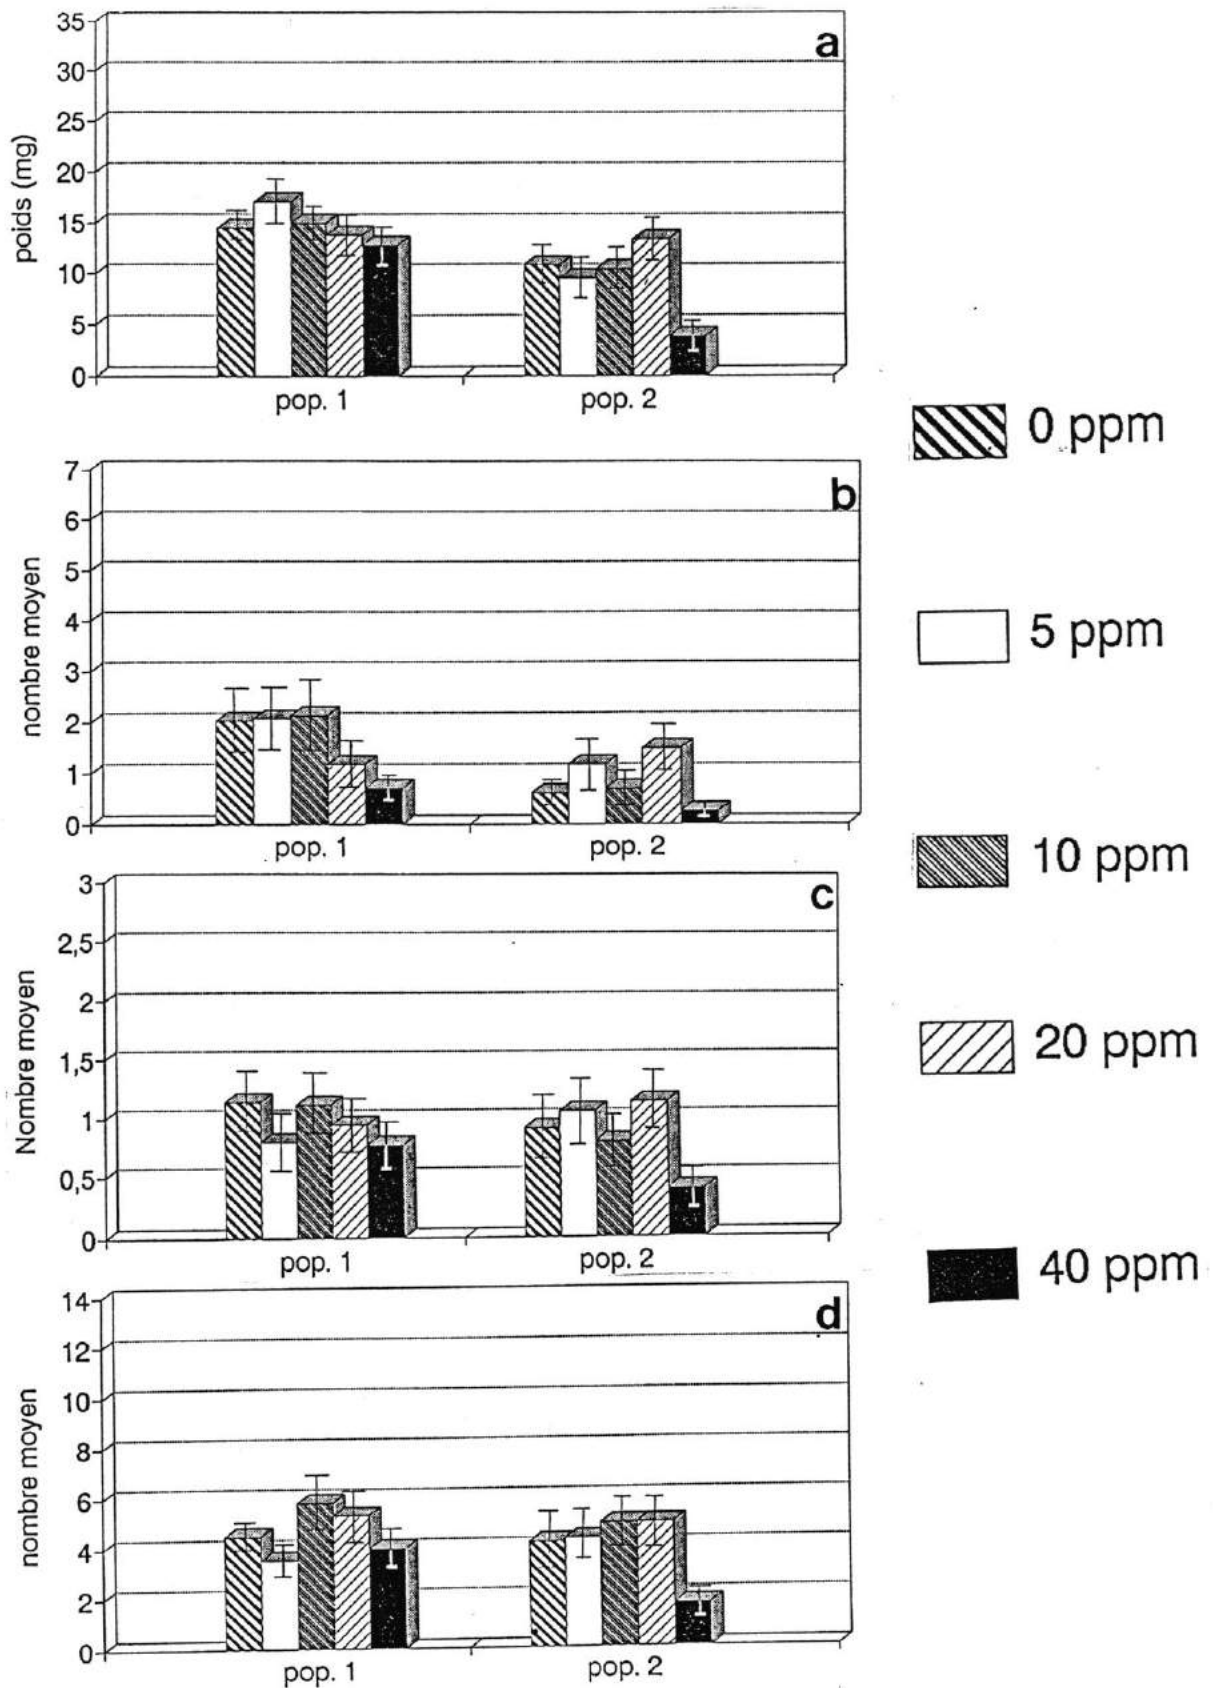 a
35
30
25
20
15
10
5
0
poids (mg)
pop. 1
pop. 2
b
7
6
5
4
3
2
1
0
nombre moyen
pop. 1
pop. 2
c
3
2,5
2
1,5
1
0,5
0
Nombre moyen
pop. 1
pop. 2
d
14
12
10
8
6
4
2
0
nombre moyen
pop. 1
pop. 2
0 ppm
5 ppm
10 ppm
20 ppm
40 ppm